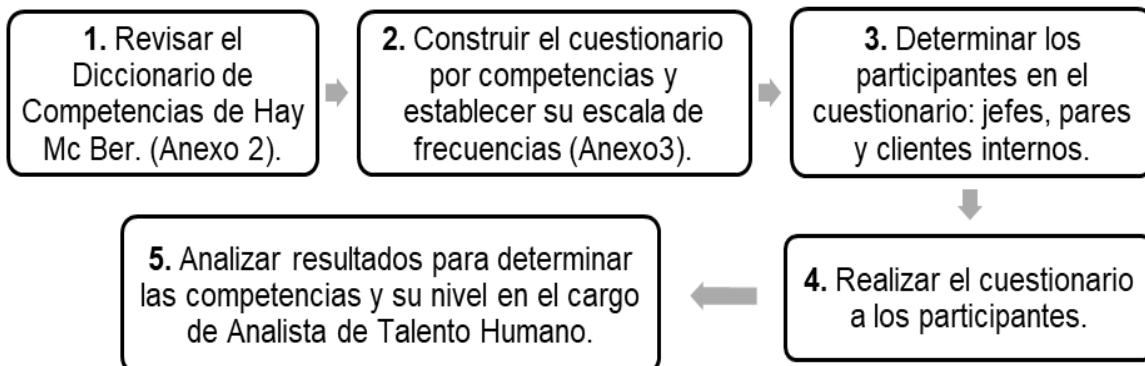 1. Revisar el
Diccionario de
Competencias de Hay
Mc Ber. (Anexo 2).
2. Construir el cuestionario
por competencias y
establecer su escala de
frecuencias (Anexo3).
3. Determinar los
participantes en el
cuestionario: jefes, pares
y clientes internos.
4. Realizar el cuestionario
a los participantes.
5. Analizar resultados para determinar
las competencias y su nivel en el cargo
de Analista de Talento Humano.